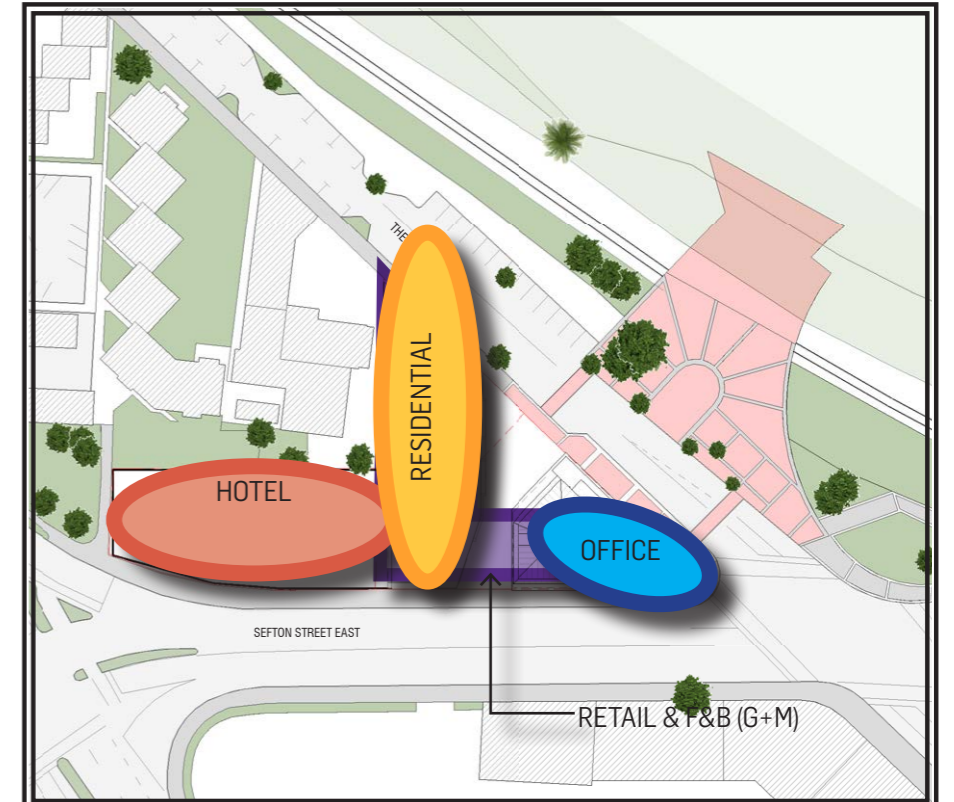 THE
RESIDENTIAL
HOTEL
OFFICE
SEFTON STREET EAST
RETAIL & F&B (G+M)